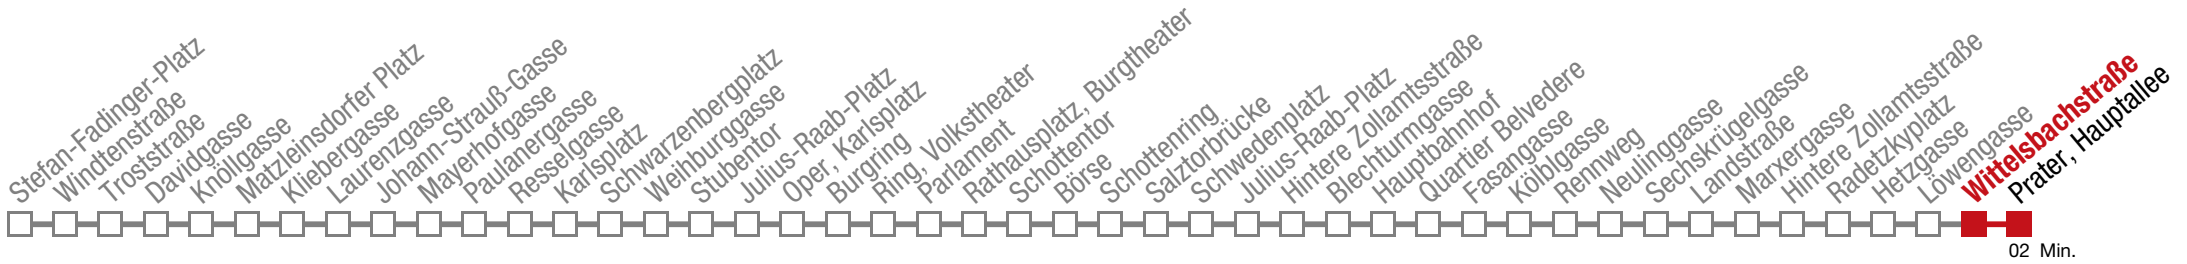 Stefan-Fadinger-Platz
Windtenstraße
Troststraße
Davidgasse
Knöllgasse
Matzleinsdorfer Platz
Kliebergasse
Laurenzgasse
Johann-Strauß-Gasse
Mayerhofgasse
Paulanergasse
Resselgasse
Karlsplatz
Schwarzenbergplatz
Weihburggasse
Stubentor
Julius-Raab-Platz
Oper, Karlsplatz
Burgring
Ring, Volkstheater
Parlament
Rathausplatz, Burgtheater
Schottentor
Börse
Schottenring
Salztorbrücke
Schwedenplatz
Julius-Raab-Platz
Hintere Zollamtsstraße
Blechturmgasse
Hauptbahnhof
Quartier Belvedere
Fasangasse
Kölblgasse
Rennweg
Neulinggasse
Sechskrügelgasse
Landstraße
Marxergasse
Hintere Zollamtsstraße
Radetzkyplatz
Hetzgasse
Löwengasse
Wittelsbachstraße
Prater, Hauptallee
02 Min.